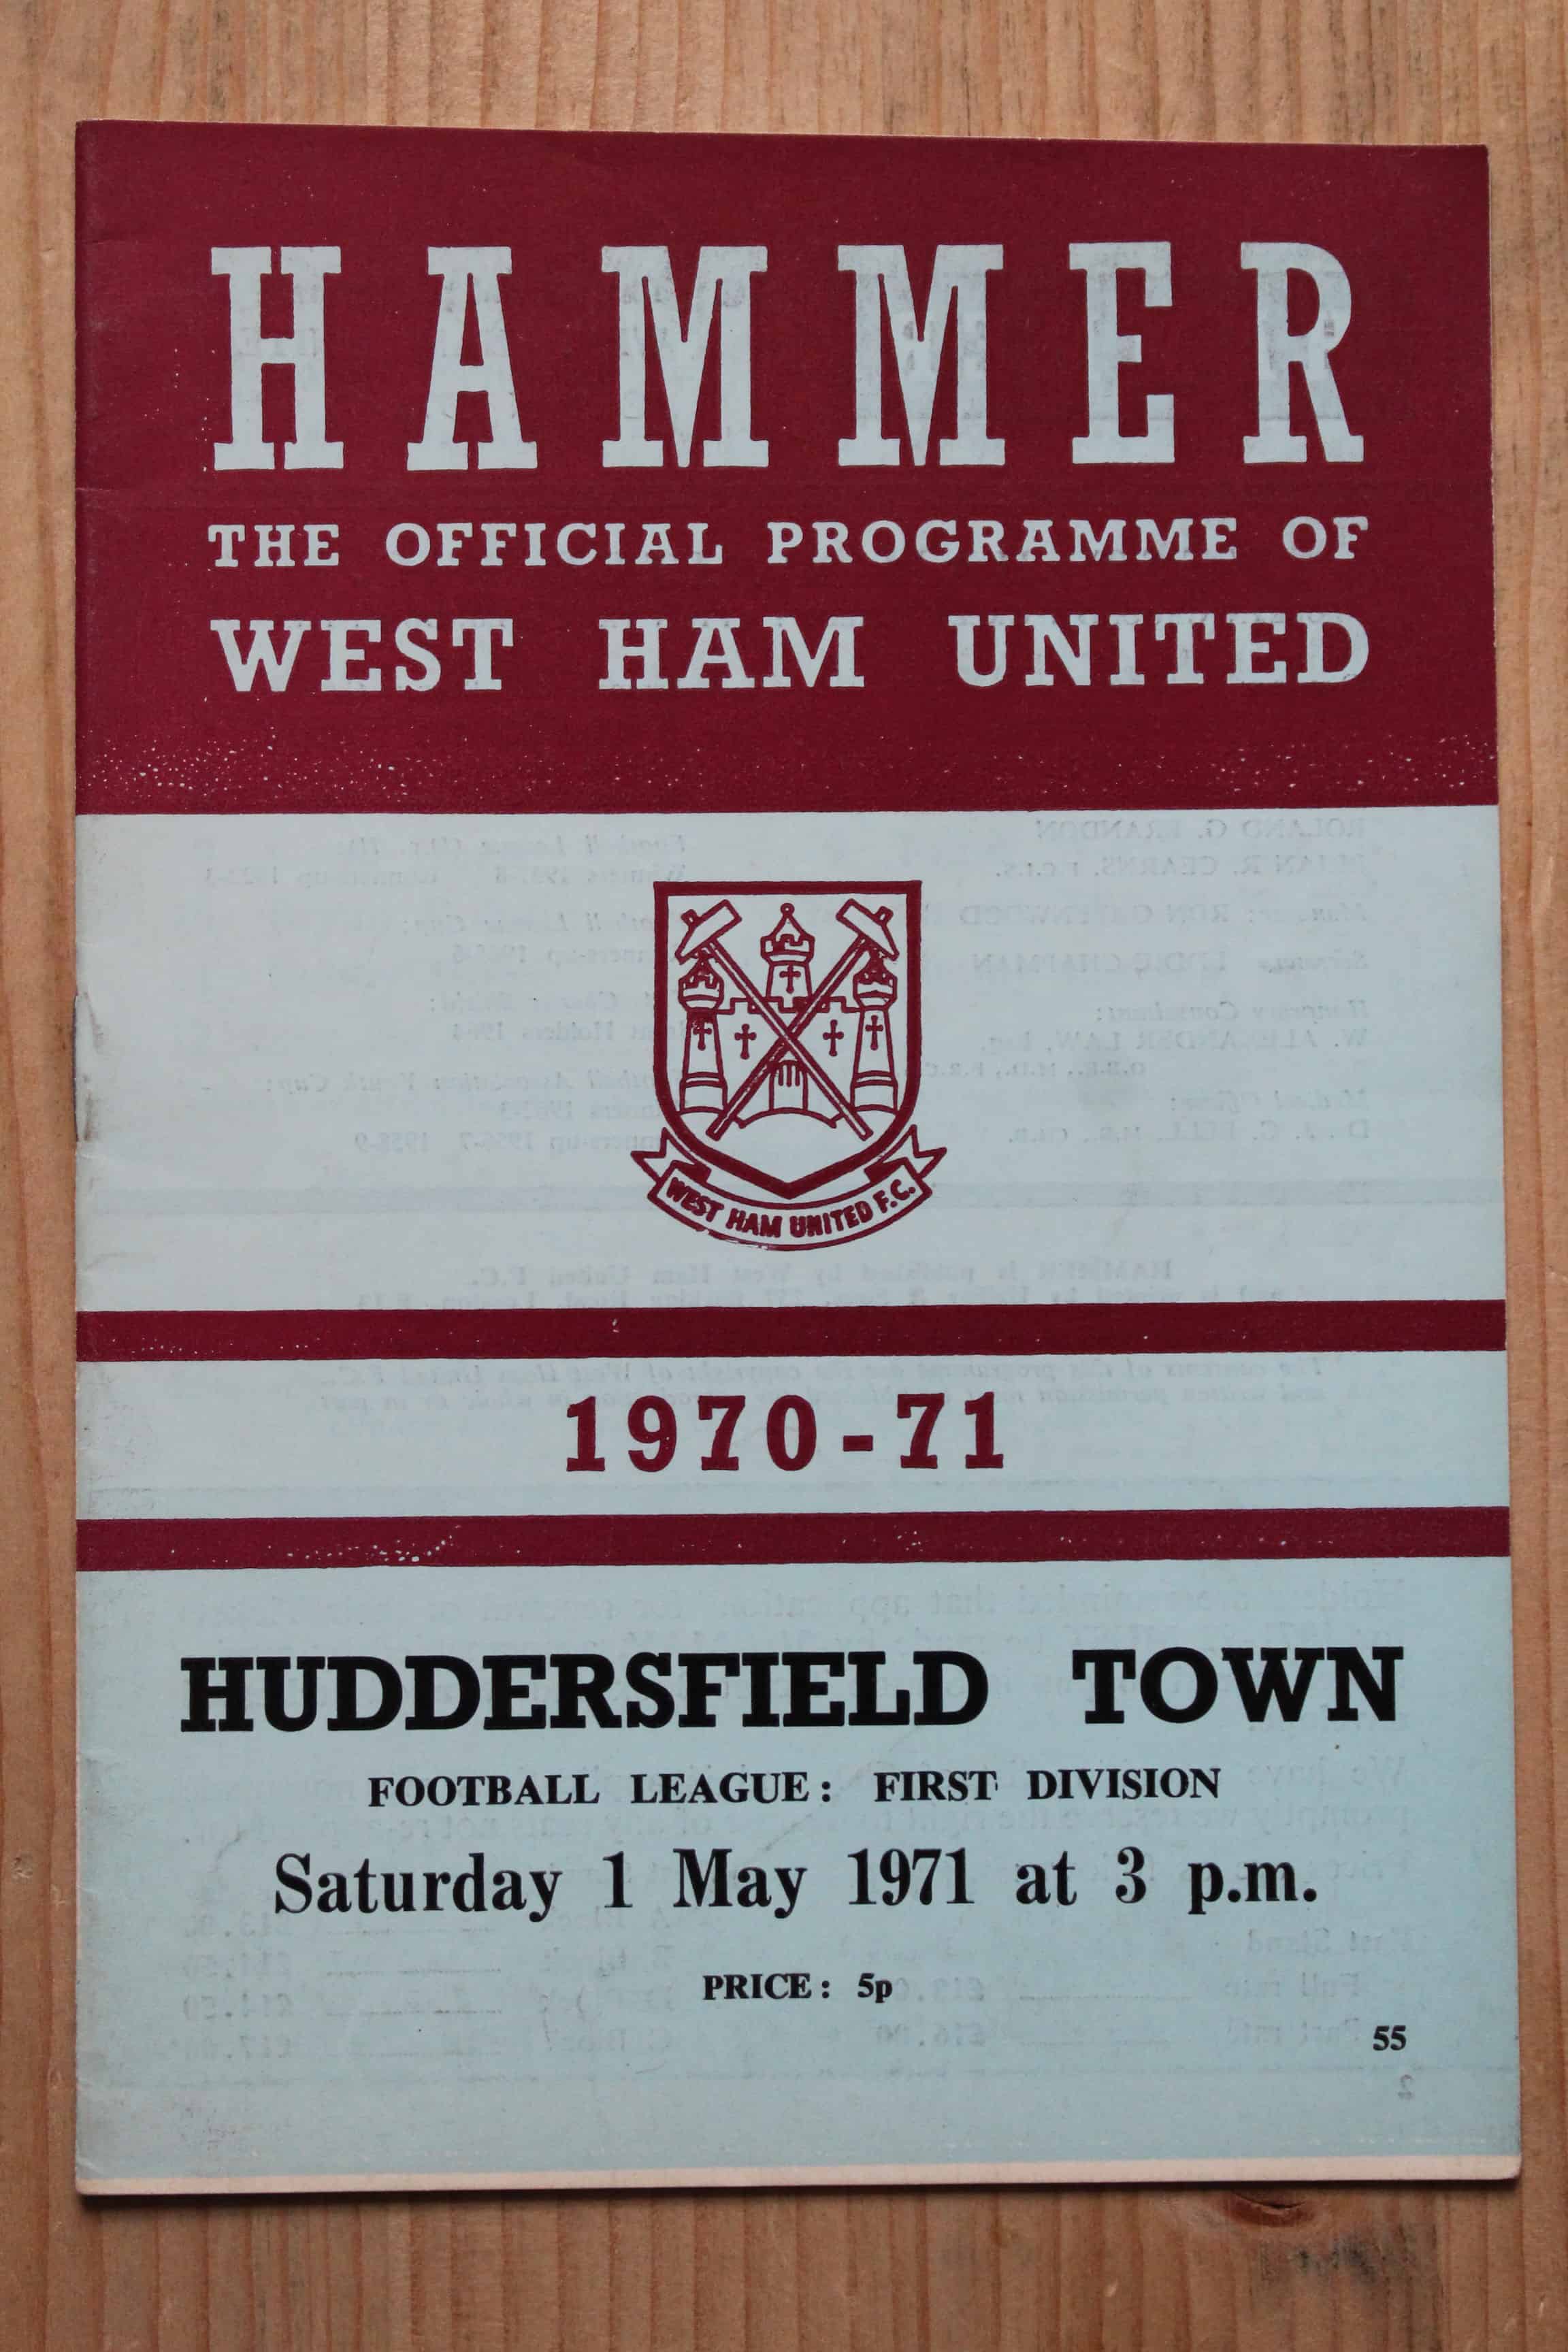 HAMMER
THE OFFICIAL PROGRAMME OF
WEST HAM UNITED
WEST HAM UNITED F.C.
1970-71
HUDDERSFIELD TOWN
FOOTBALL LEAGUE: FIRST DIVISION
Saturday 1 May 1971 at 3 p.m.
PRICE: 5p
55